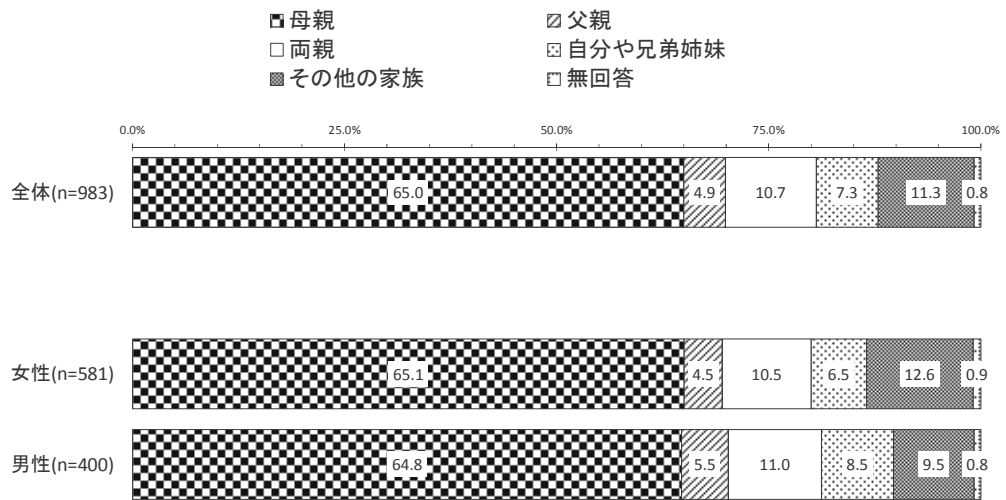 母親 父親
両親 自分や兄弟姉妹
その他の家族 無回答
0.0% 25.0% 50.0% 75.0% 100.0%
全体(n=983) 65.0 4.9 10.7 7.3 11.3 0.8
女性(n=581) 65.1 4.5 10.5 6.5 12.6 0.9
男性(n=400) 64.8 5.5 11.0 8.5 9.5 0.8